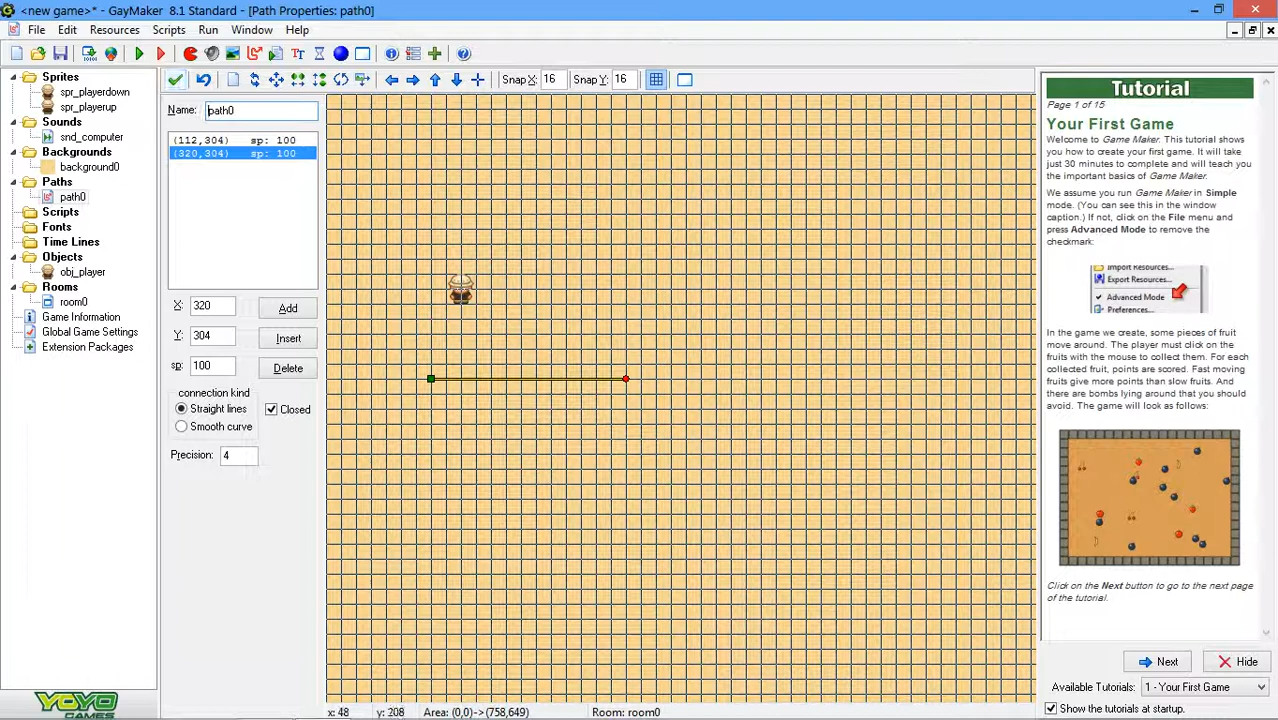 <new game>* - GayMaker  8.1 Standard - [Path Properties: path0]
File Edit Resources Scripts Run Window Help
Snap X: 16 Snap Y: 16
Sprites
spr_playerdown
spr_playerup
Sounds
snd_computer
Backgrounds
background0
Paths
path0
Scripts
Fonts
Time Lines
Objects
obj_player
Rooms
room0
Game Information
Global Game Settings
Extension Packages
YOYO
GAMES
Name: path0
(112,304) sp: 100
(320,304) sp: 100
X: 320 Add
Y: 304 Insert
sp: 100 Delete
connection kind
Straight lines
Closed
Smooth curve
Precision: 4
x: 48 y: 208 Area: (0,0)->(758,649) Room: room0
Tutorial
Page 1 of 15
Your First Game
Welcome to Game Maker. This tutorial shows
you how to create your first game. It will take
just 30 minutes to complete and will teach you
the important basics of Game Maker.
We assume you run Game Maker in Simple
mode. (You can see this in the window
caption.) If not, click on the File menu and
press Advanced Mode to remove the
checkmark:
Import Resources...
Export Resources...
Advanced Mode
Preferences...
In the game we create, some pieces of fruit
move around. The player must click on the
fruits with the mouse to collect them. For each
collected fruit, points are scored. Fast moving
fruits give more points than slow fruits. And
there are bombs lying around that you should
avoid. The game will look as follows:
Click on the Next button to go to the next page
of the tutorial.
Next Hide
Available Tutorials: 1 - Your First Game
Show the tutorials at startup.